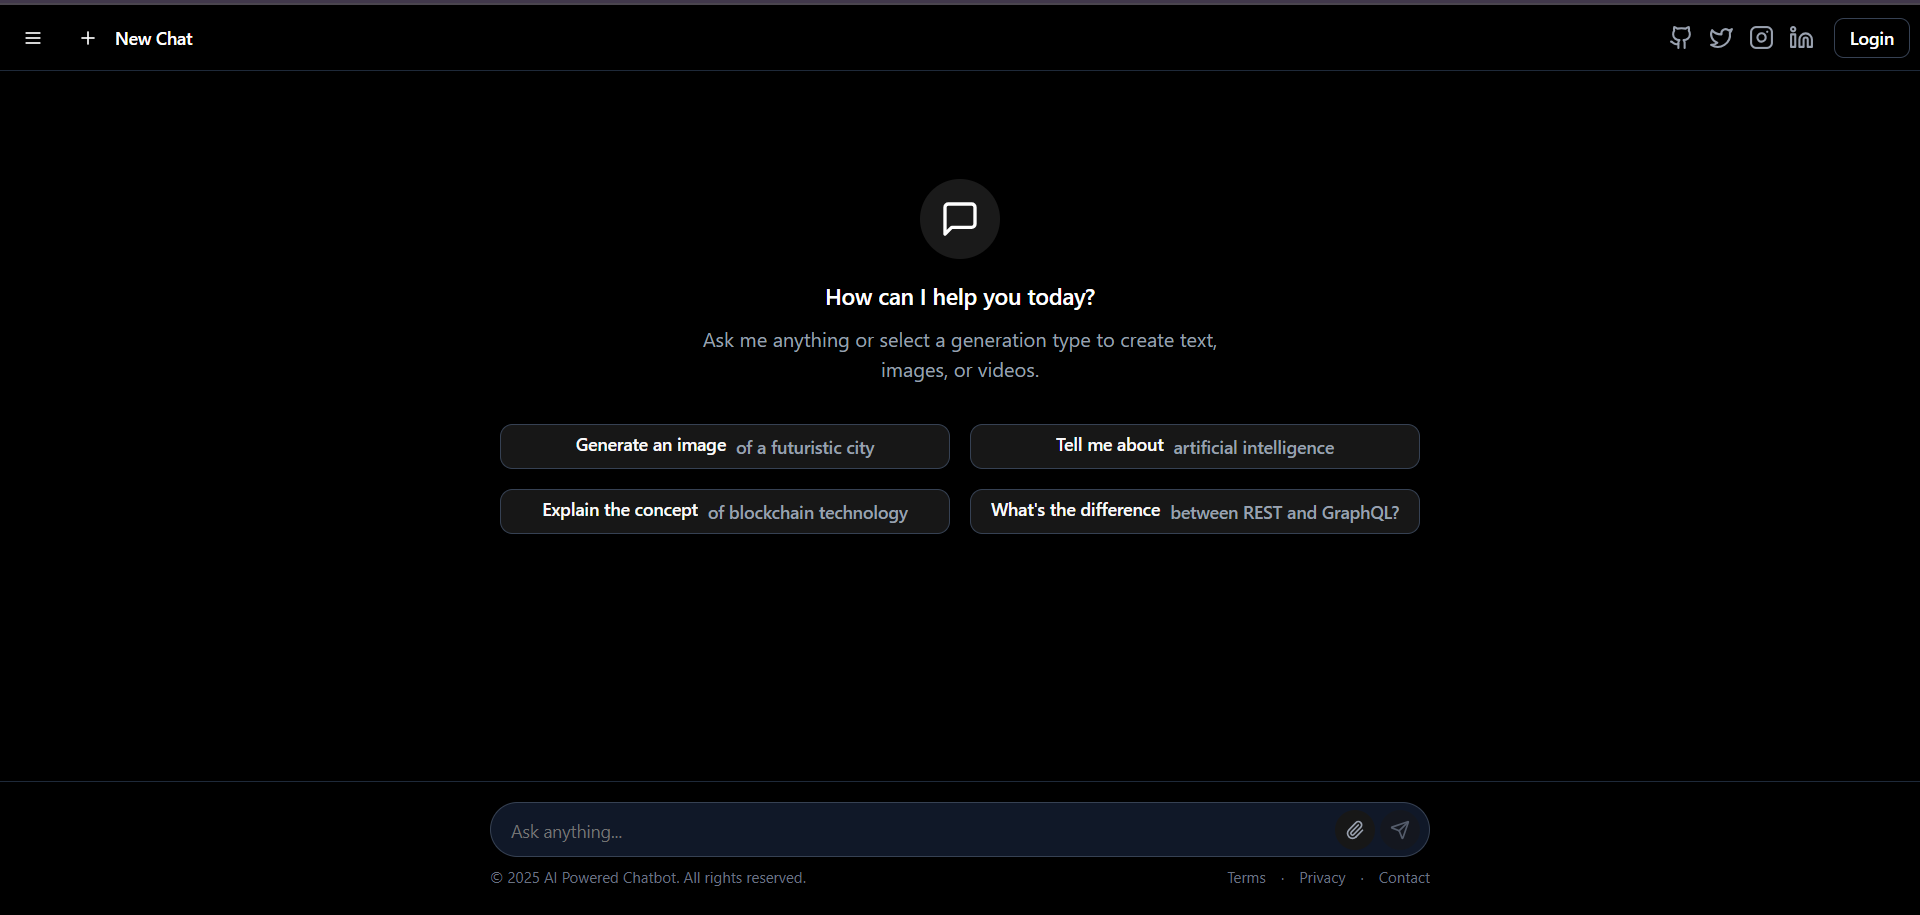 New Chat
Login
How can I help you today?
Ask me anything or select a generation type to create text,
images, or videos.
Generate an image of a futuristic city
Tell me about artificial intelligence
Explain the concept of blockchain technology
What's the difference between REST and GraphQL?
Ask anything...
© 2025 AI Powered Chatbot. All rights reserved.
Terms · Privacy · Contact